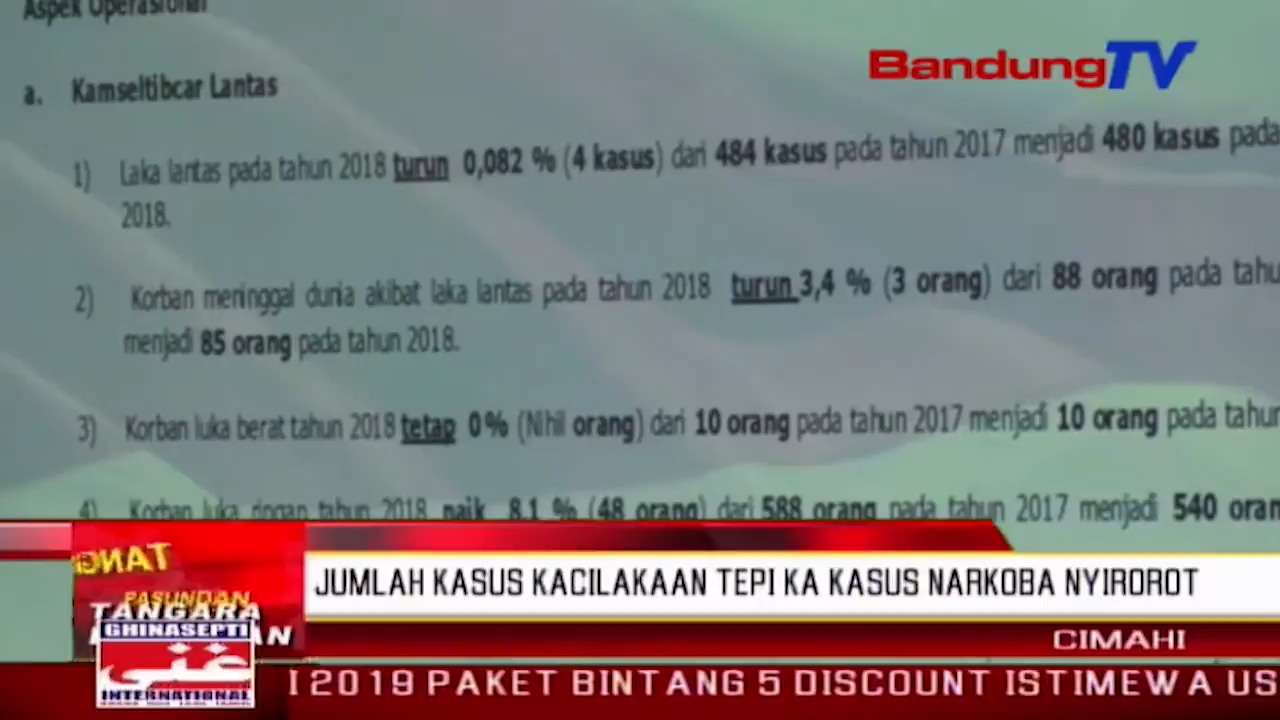 Aspek Operasional
BandungTV
a. Kamseltibcar Lantas
1) Laka lantas pada tahun 2018 turun 0,082 % (4 kasus) dari 484 kasus pada tahun 2017 menjadi 480 kasus pada
2018.
2) Korban meninggal dunia akibat laka lantas pada tahun 2018 turun 3,4 % (3 orang) dari 88 orang pada tahu
menjadi 85 orang pada tahun 2018.
3) Korban luka berat tahun 2018 tetap 0% (Nihil orang) dari 10 orang pada tahun 2017 menjadi 10 orang pada tahun
4) Korban luka ringan tahun 2018 naik 8,1 % (48 orang) dari 588 orang pada tahun 2017 menjadi 540 oran
JUMLAH KASUS KACILAKAAN TEPI KA KASUS NARKOBA NYIROROT
PASUNDAN
TANGARA
CIMAHI
GHINASEPTI
غنى
INTERNATIONAL
I 2019 PAKET BINTANG 5 DISCOUNT ISTIMEWA US